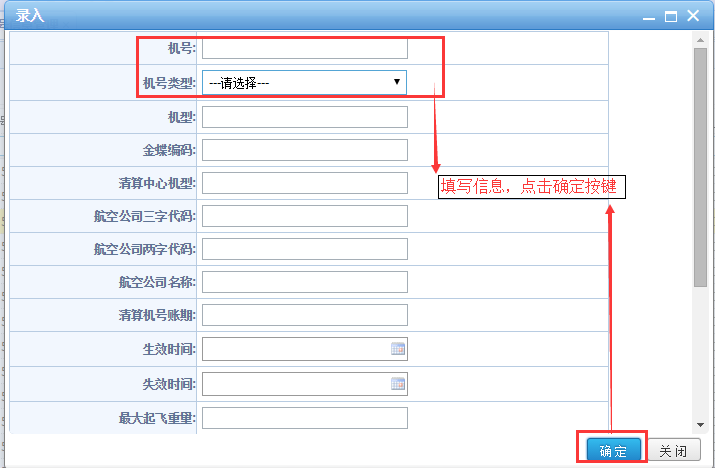 录入
机号:
机号类型: ---请选择---
机型:
金蝶编码:
清算中心机型:
填写信息，点击确定按键
航空公司三字代码:
航空公司两字代码:
航空公司名称:
清算机号账期:
生效时间:
失效时间:
最大起飞重量:
确定 关闭